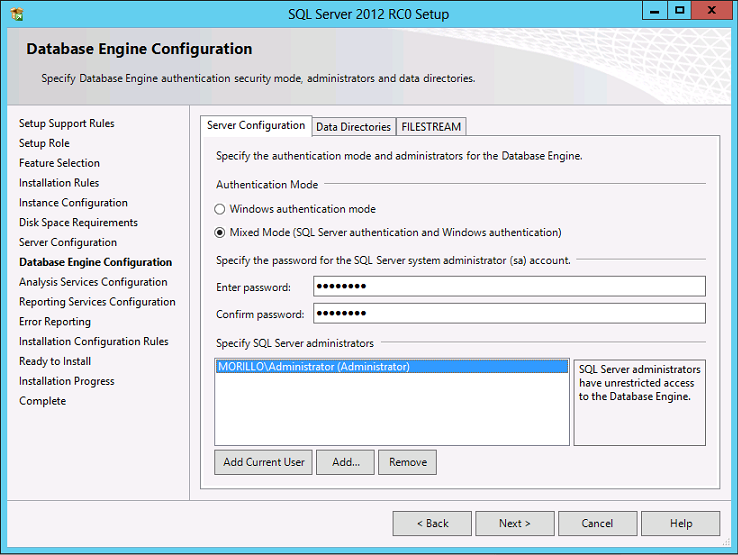 SQL Server 2012 RC0 Setup
Database Engine Configuration
Specify Database Engine authentication security mode, administrators and data directories.
Setup Support Rules
Setup Role
Feature Selection
Installation Rules
Instance Configuration
Disk Space Requirements
Server Configuration
Database Engine Configuration
Analysis Services Configuration
Reporting Services Configuration
Error Reporting
Installation Configuration Rules
Ready to Install
Installation Progress
Complete
Server Configuration Data Directories FILESTREAM
Specify the authentication mode and administrators for the Database Engine.
Authentication Mode
Windows authentication mode
Mixed Mode (SQL Server authentication and Windows authentication)
Specify the password for the SQL Server system administrator (sa) account.
Enter password: ●●●●●●●●
Confirm password: ●●●●●●●●
Specify SQL Server administrators
MORILLO\Administrator (Administrator)
SQL Server administrators
have unrestricted access
to the Database Engine.
Add Current User Add... Remove
< Back Next > Cancel Help